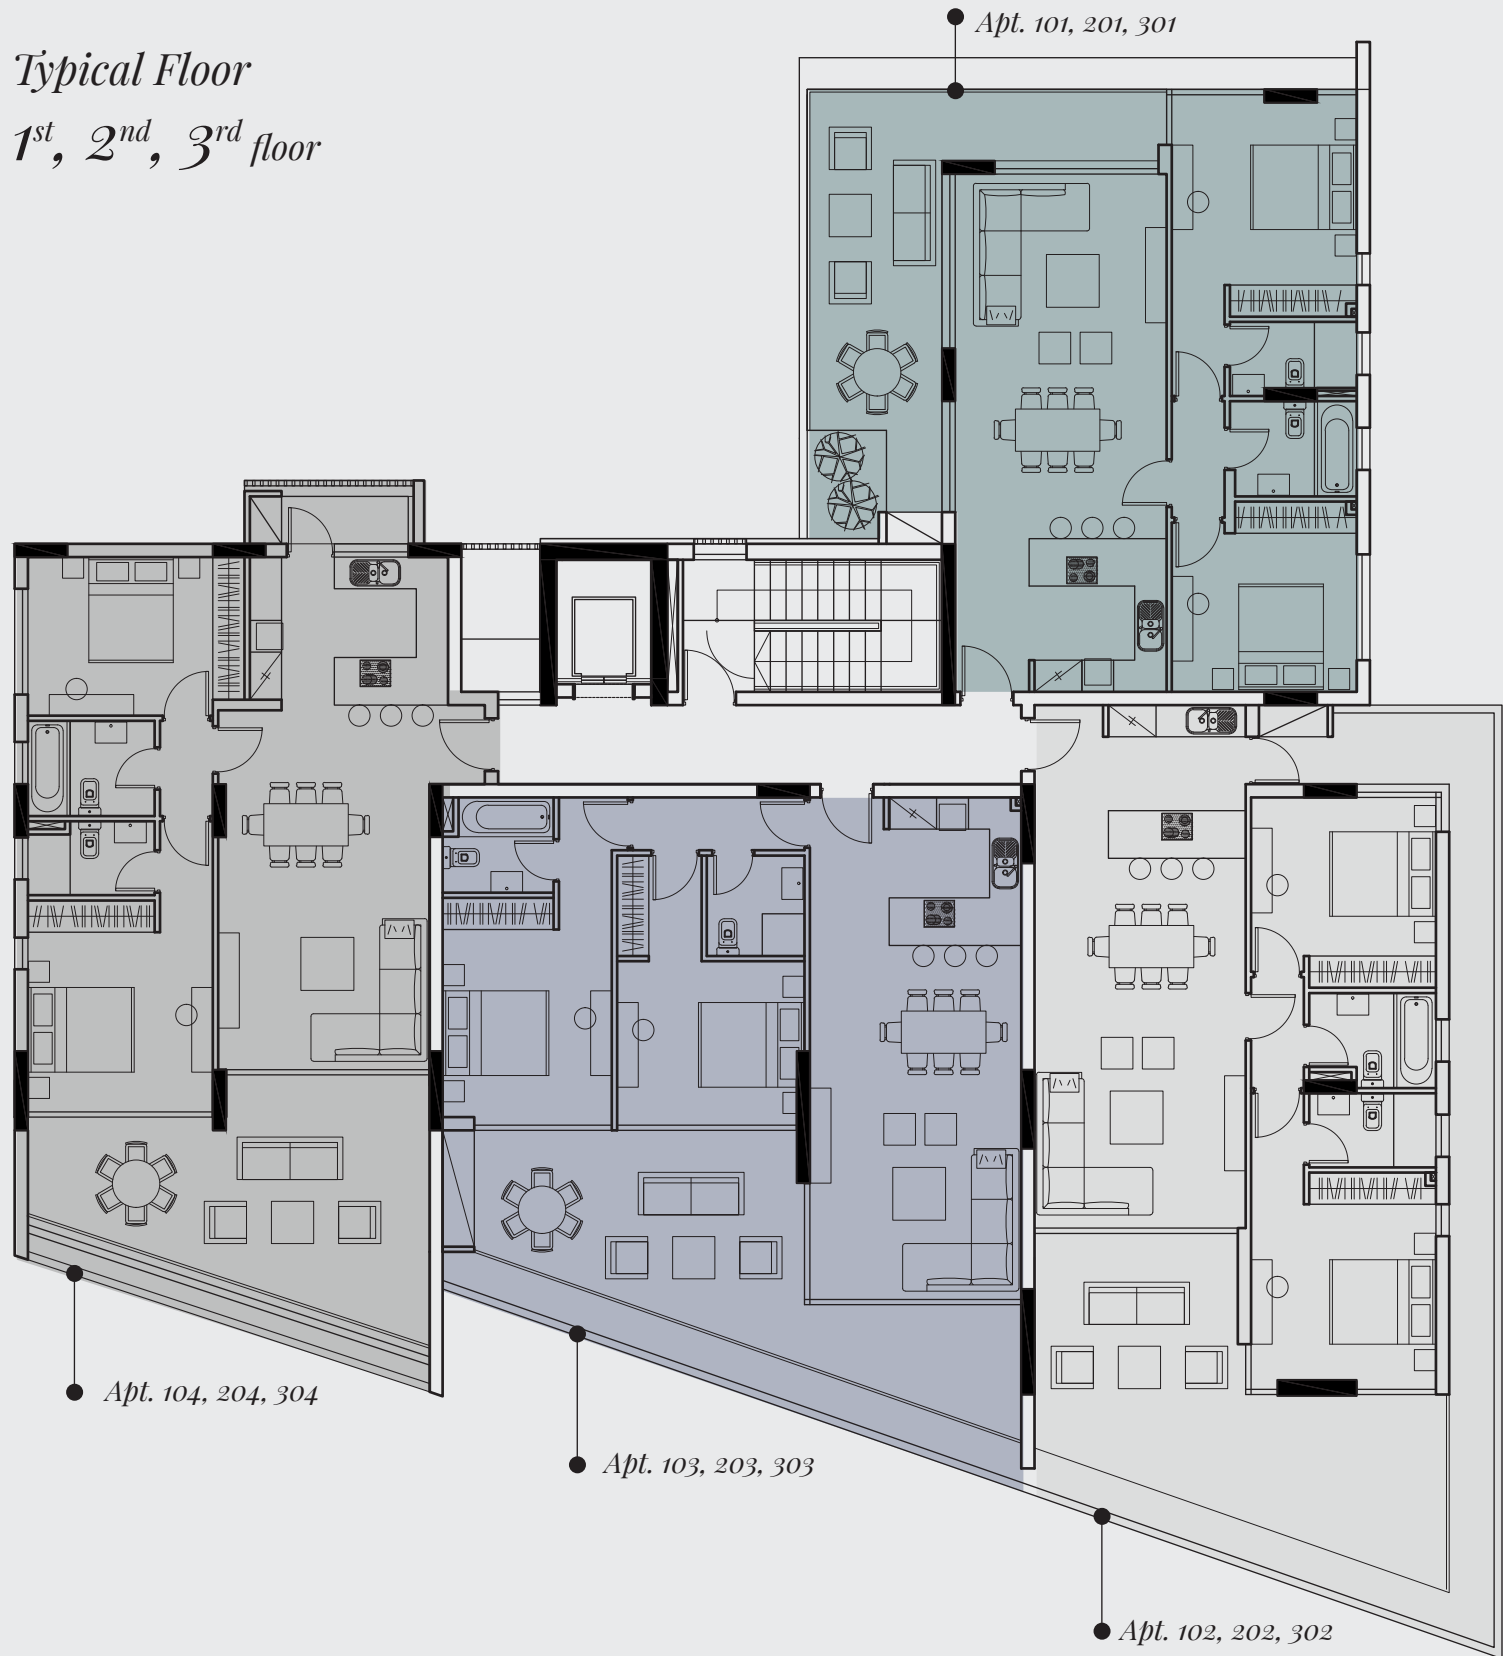 Apt. 101, 201, 301
Typical Floor
1st, 2nd, 3rd floor
Apt. 104, 204, 304
Apt. 103, 203, 303
Apt. 102, 202, 302